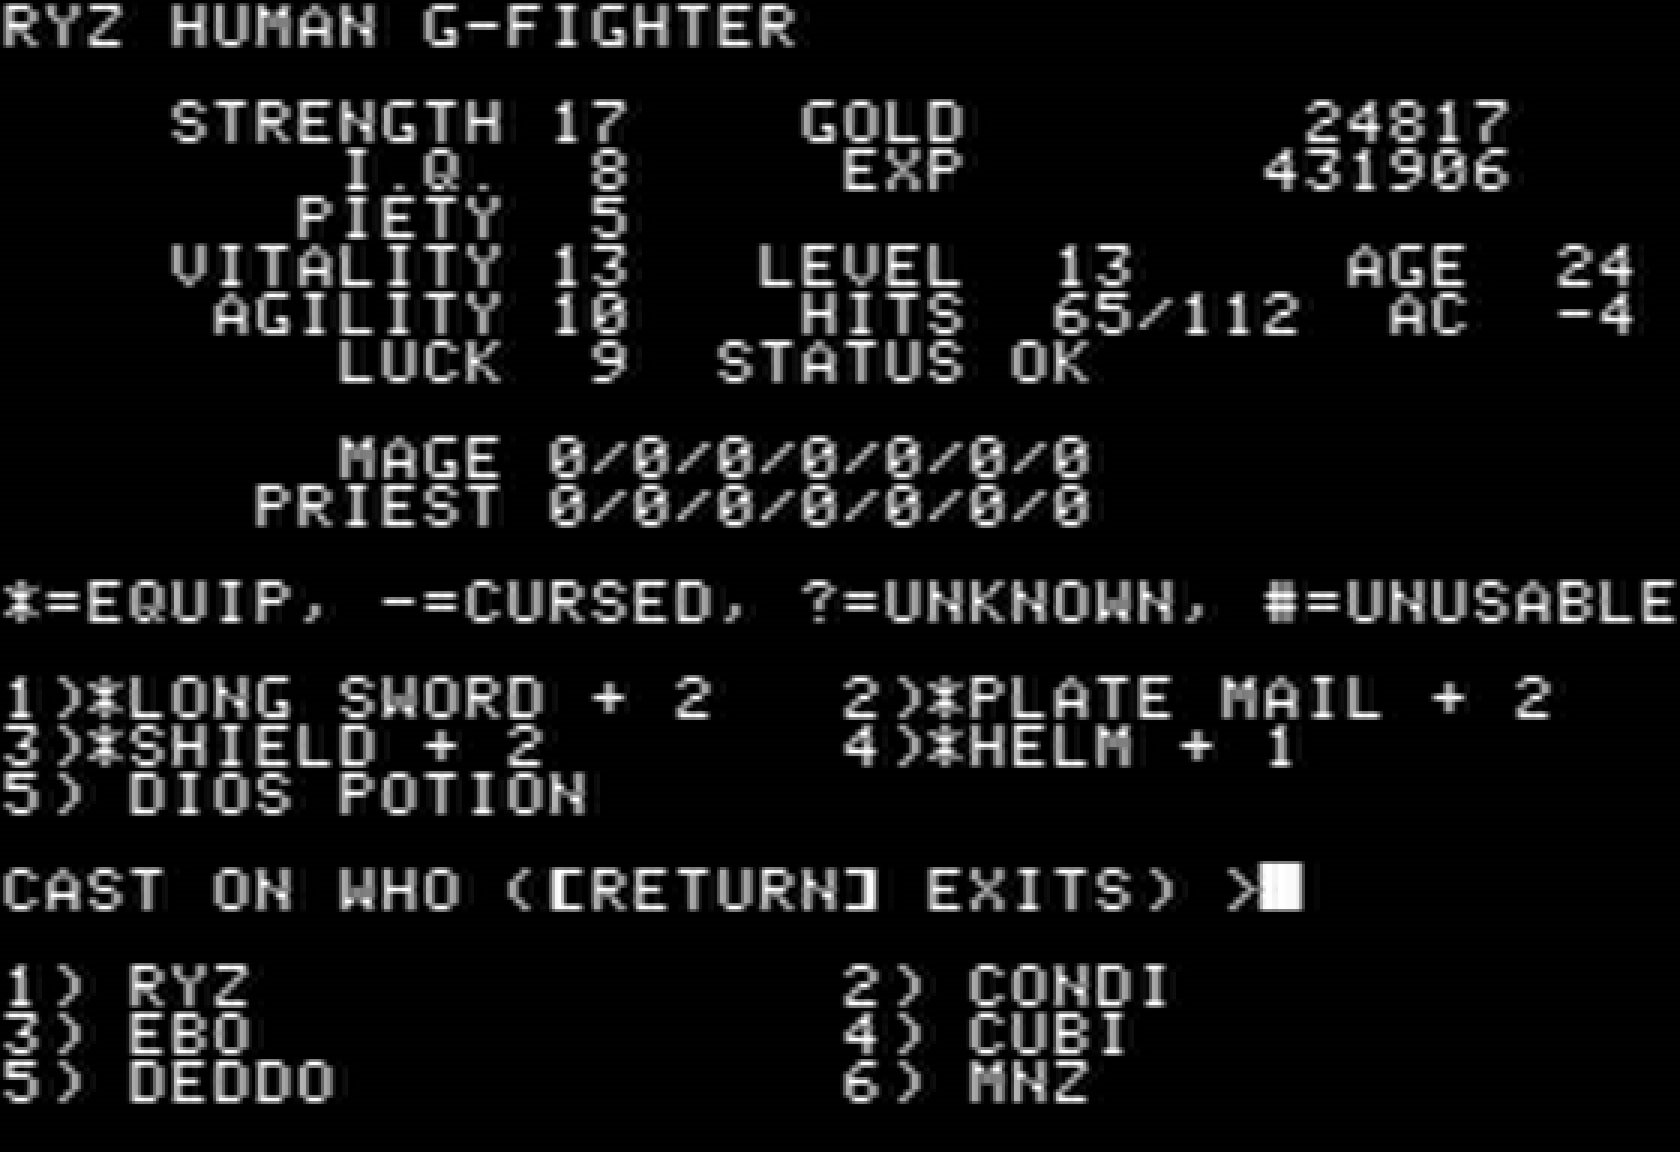 RYZ HUMAN G-FIGHTER
STRENGTH 17 GOLD 24817
I.Q. 8 EXP 431906
PIETY 5
VITALITY 13 LEVEL 13 AGE 24
AGILITY 10 HITS 65/112 AC -4
LUCK 9 STATUS OK
MAGE 0/0/0/0/0/0/0
PRIEST 0/0/0/0/0/0/0
*=EQUIP, -=CURSED, ?=UNKNOWN, #=UNUSABLE
1)*LONG SWORD + 2 2)*PLATE MAIL + 2
3)*SHIELD + 2 4)*HELM + 1
5) DIOS POTION
CAST ON WHO ([RETURN] EXITS) >
1) RYZ 2) CONDI
3) EBO 4) CUBI
5) DEDDO 6) MNZ